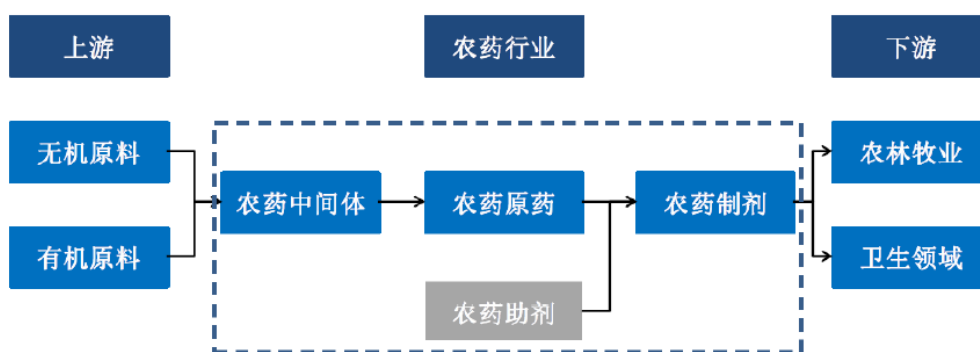 上游
农药行业
下游
无机原料
农林牧业
农药中间体
农药原药
农药制剂
有机原料
卫生领域
农药助剂